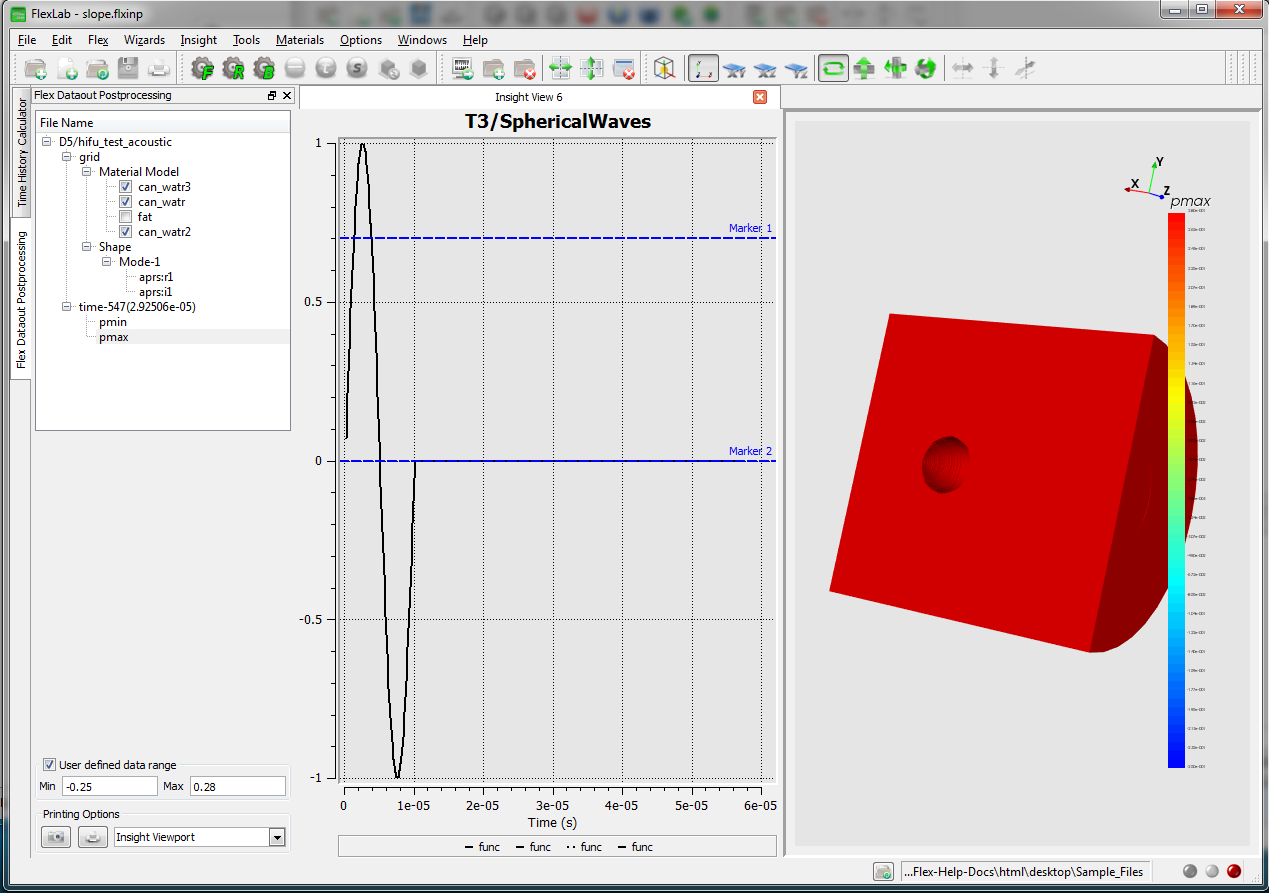 FlexLab - slope.flxinp
File Edit Flex Wizards Insight Tools Materials Options Windows Help
F R B L S
Flex Dataout Postprocessing
Time History Calculator
Flex Dataout Postprocessing
File Name
D5/hifu_test_acoustic
grid
Material Model
can_watr3
can_watr
fat
can_watr2
Shape
Mode-1
aprs:r1
aprs:i1
time-547(2.92506e-05)
pmin
pmax
User defined data range
Min -0.25 Max 0.28
Printing Options
Insight Viewport
Insight View 6
T3/SphericalWaves
1
Marker 1
0.5
0
Marker 2
-0.5
-1
0 1e-05 2e-05 3e-05 4e-05 5e-05 6e-05
Time (s)
func func func func
Y
X
Z
pmax
...Flex-Help-Docs\html\desktop\Sample_Files